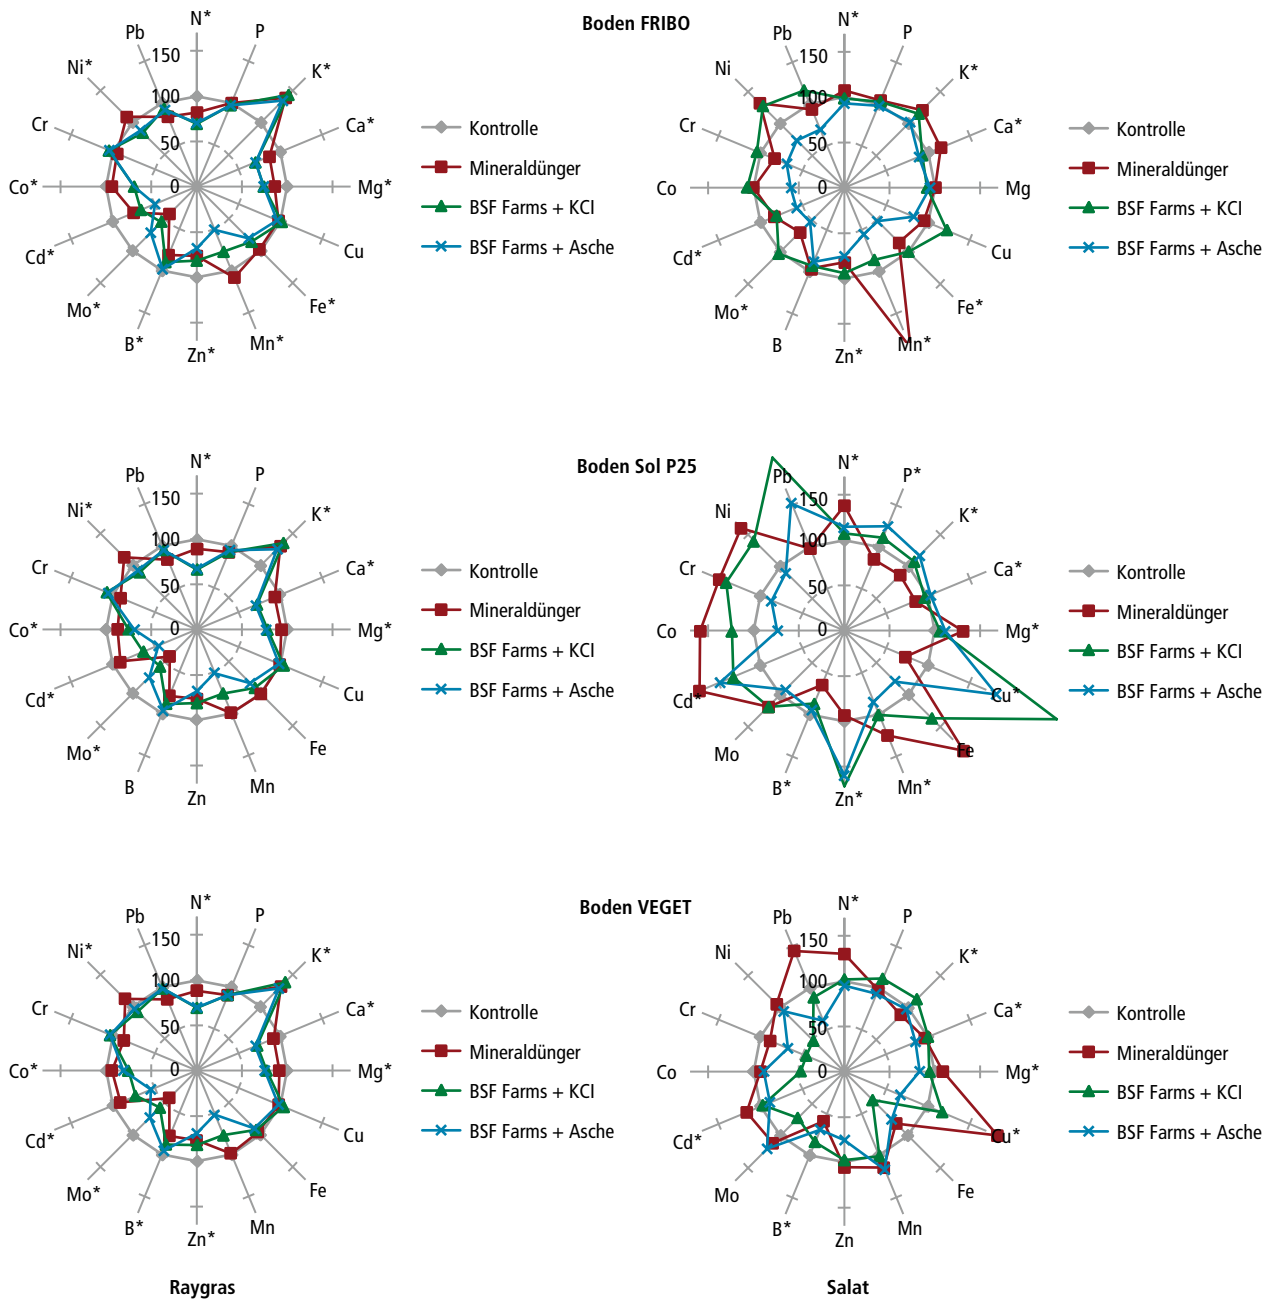 Boden FRIBO
N*
P
K*
Ca*
Mg*
Cu
Fe*
Mn*
Zn*
B*
Mo*
Cd*
Co*
Cr
Ni*
Pb
150
100
50
0
Kontrolle
Mineraldünger
BSF Farms + KCl
BSF Farms + Asche
N*
P
K*
Ca*
Mg
Cu
Fe*
Mn*
Zn*
B
Mo*
Cd*
Co
Cr
Ni
Pb
150
100
50
0
Kontrolle
Mineraldünger
BSF Farms + KCl
BSF Farms + Asche
Boden Sol P25
N*
P
K*
Ca*
Mg*
Cu
Fe
Mn
Zn
B
Mo*
Cd*
Co*
Cr
Ni*
Pb
150
100
50
0
Kontrolle
Mineraldünger
BSF Farms + KCl
BSF Farms + Asche
N*
P*
K*
Ca*
Mg*
Cu*
Fe
Mn*
Zn*
B*
Mo
Cd*
Co
Cr
Ni
Pb
150
100
50
0
Kontrolle
Mineraldünger
BSF Farms + KCl
BSF Farms + Asche
Boden VEGET
N*
P
K*
Ca*
Mg*
Cu
Fe
Mn
Zn*
B*
Mo*
Cd*
Co*
Cr
Ni*
Pb
150
100
50
0
Kontrolle
Mineraldünger
BSF Farms + KCl
BSF Farms + Asche
N*
P
K*
Ca*
Mg*
Cu*
Fe
Mn
Zn
B*
Mo
Cd*
Co
Cr
Ni
Pb
150
100
50
0
Kontrolle
Mineraldünger
BSF Farms + KCl
BSF Farms + Asche
Raygras
Salat